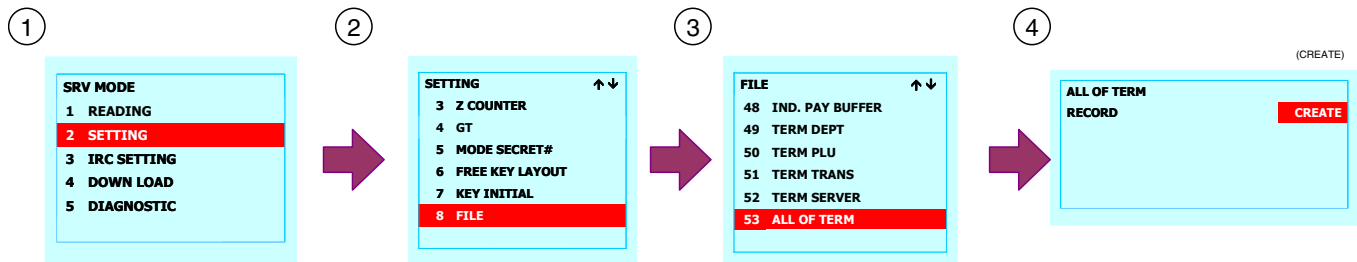 1
SRV MODE
1 READING
2 SETTING
3 IRC SETTING
4 DOWN LOAD
5 DIAGNOSTIC
2
SETTING
3 Z COUNTER
4 GT
5 MODE SECRET#
6 FREE KEY LAYOUT
7 KEY INITIAL
8 FILE
3
FILE
48 IND. PAY BUFFER
49 TERM DEPT
50 TERM PLU
51 TERM TRANS
52 TERM SERVER
53 ALL OF TERM
4
(CREATE)
ALL OF TERM
RECORD CREATE